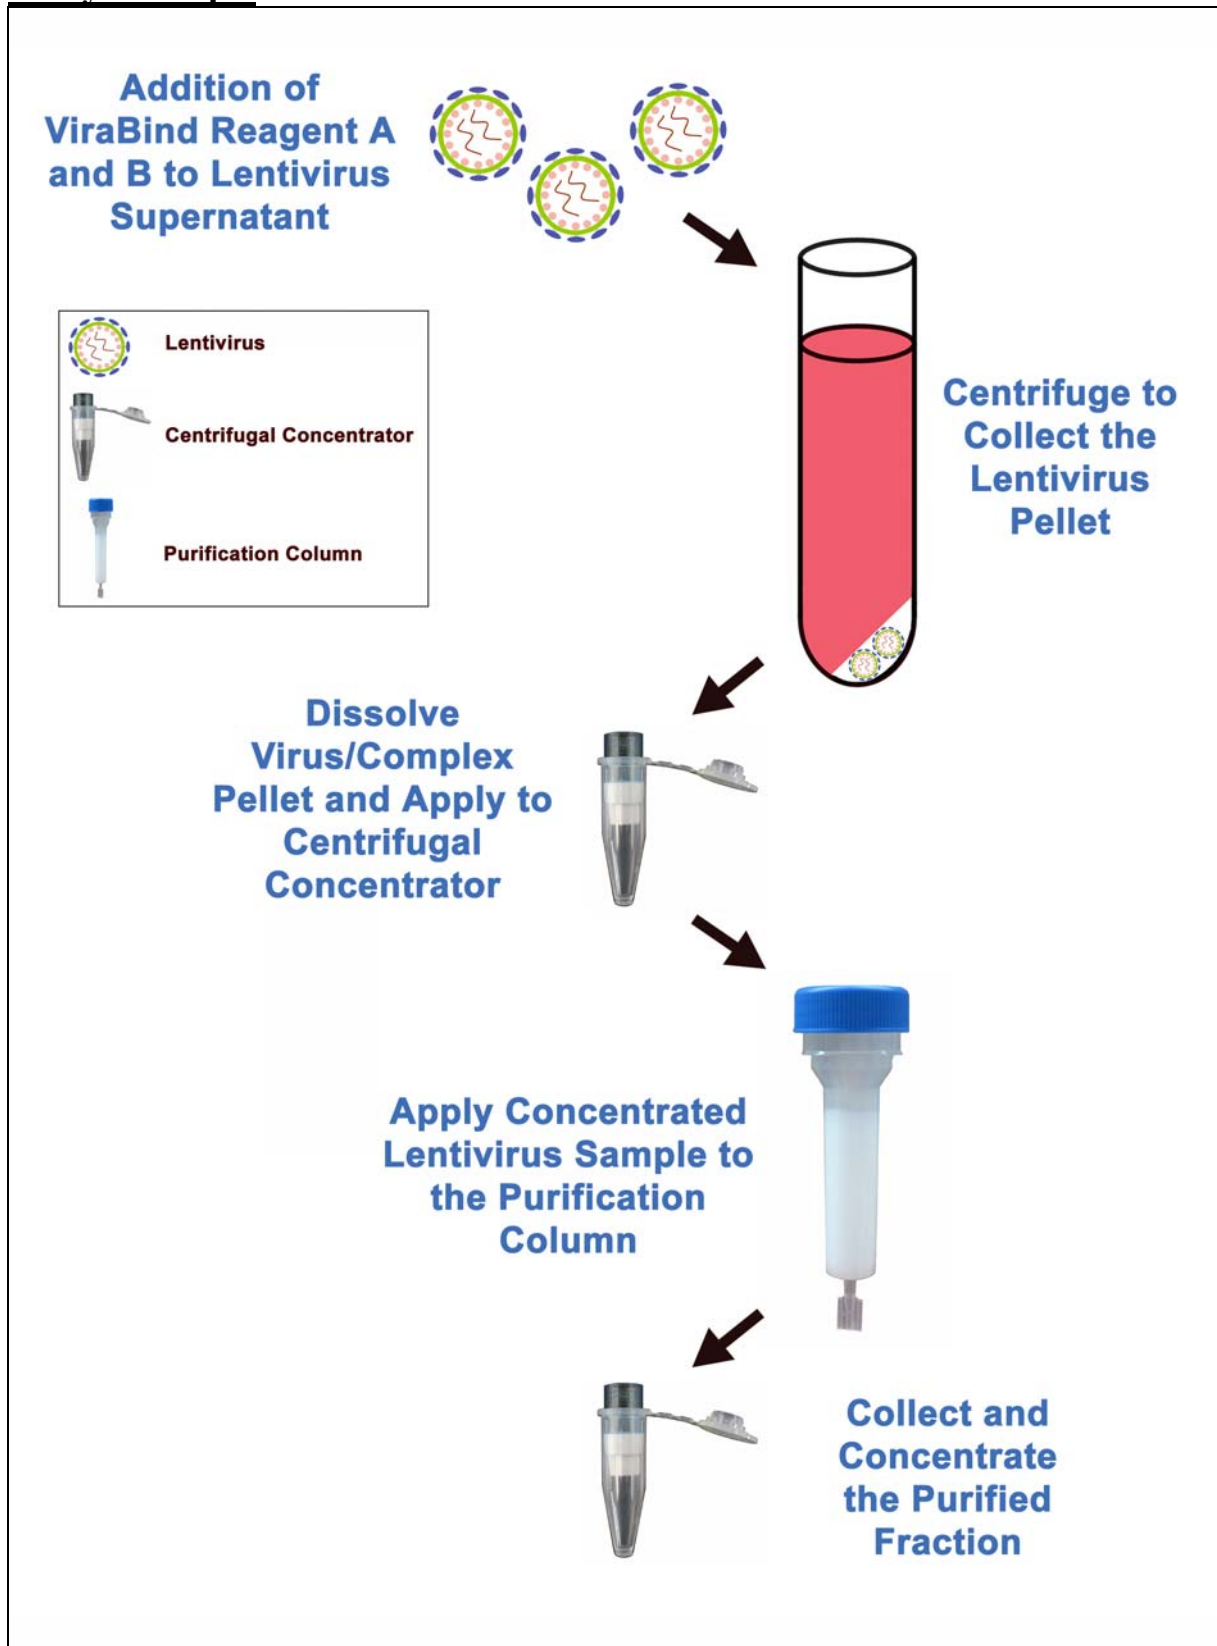 Addition of
ViraBind Reagent A
and B to Lentivirus
Supernatant
Lentivirus
Centrifugal Concentrator
Purification Column
Centrifuge to
Collect the
Lentivirus
Pellet
Dissolve
Virus/Complex
Pellet and Apply to
Centrifugal
Concentrator
Apply Concentrated
Lentivirus Sample to
the Purification
Column
Collect and
Concentrate
the Purified
Fraction